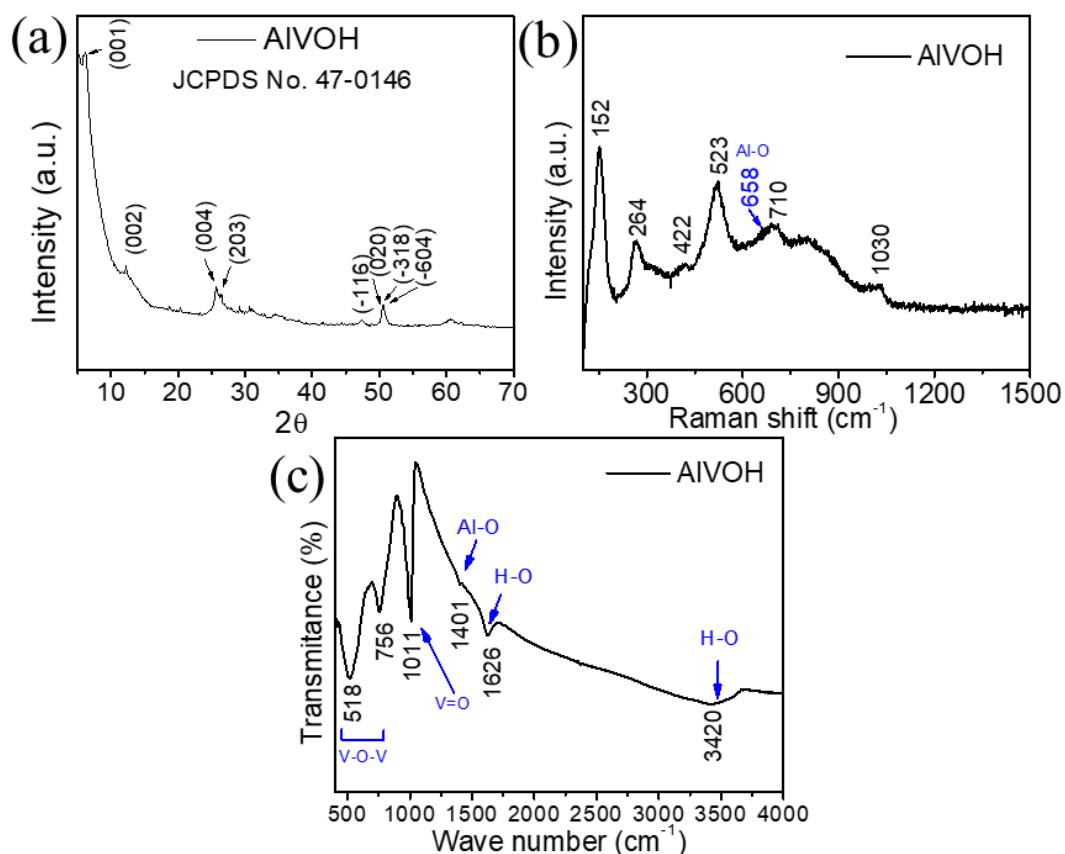 (a)
AlVOH
JCPDS No. 47-0146
(001)
(002)
(004)
(203)
(-116)
(020)
(-318)
(-604)
Intensity (a.u.)
10 20 30 40 50 60 70
2θ
(b)
AlVOH
152
264
422
523
Al-O
658
710
1030
Intensity (a.u.)
300 600 900 1200 1500
Raman shift (cm⁻¹)
(c)
AlVOH
Al-O
H-O
H-O
518
756
1011
1401
1626
3420
V=O
V-O-V
Transmitance (%)
500 1000 1500 2000 2500 3000 3500 4000
Wave number (cm⁻¹)